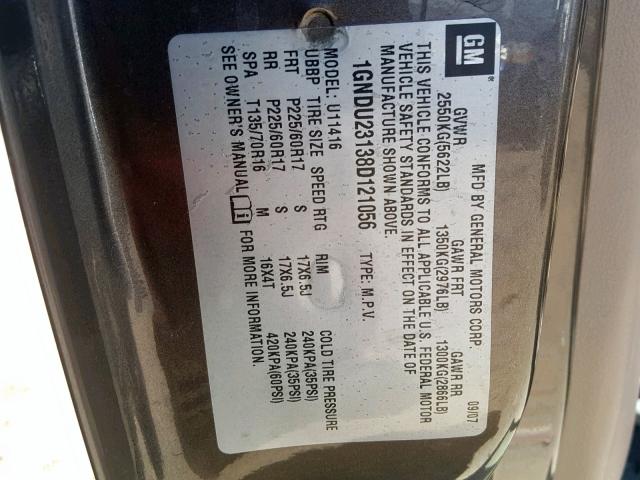 GM
MFD BY GENERAL MOTORS CORP. 09/07
GVWR GAWR FRT GAWR RR
2550KG(5622LB) 1350KG(2976LB) 1300KG(2866LB)
THIS VEHICLE CONFORMS TO ALL APPLICABLE U.S. FEDERAL MOTOR
VEHICLE SAFETY STANDARDS IN EFFECT ON THE DATE OF
MANUFACTURE SHOWN ABOVE.
1GNDU23138D121056 TYPE: M.P.V.
MODEL: U11416
UBBP TIRE SIZE SPEED RTG RIM COLD TIRE PRESSURE
FRT P225/60R17 S 17X6.5J 240KPA(35PSI)
RR P225/60R17 S 17X6.5J 240KPA(35PSI)
SPA T135/70R16 M 16X4T 420KPA(60PSI)
SEE OWNER'S MANUAL i FOR MORE INFORMATION.